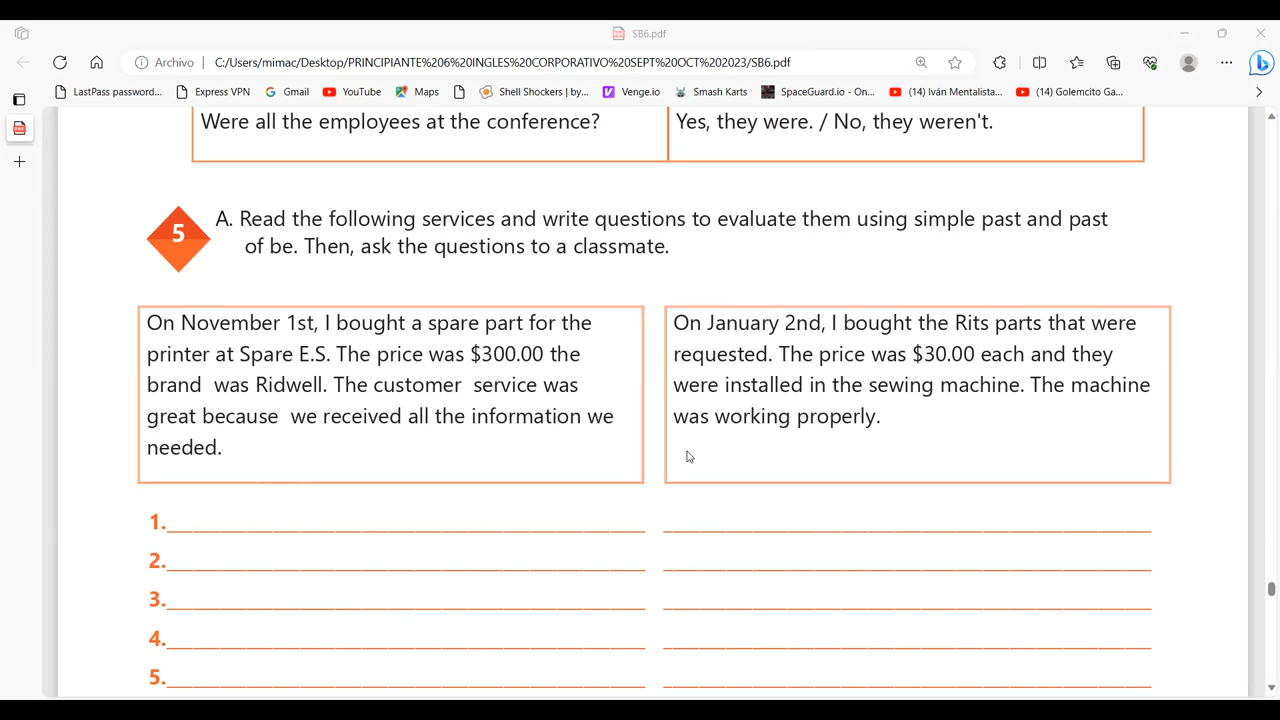 SB6.pdf
Archivo
C:/Users/mimac/Desktop/PRINCIPIANTE%206%20INGLES%20CORPORATIVO%20SEPT%20OCT%202023/SB6.pdf
LastPass password...
Express VPN
Gmail
YouTube
Maps
Shell Shockers | by...
Venge.io
Smash Karts
SpaceGuard.io - On...
(14) Iván Mentalista...
(14) Golemcito Ga...
Were all the employees at the conference?
Yes, they were. / No, they weren't.
5
A. Read the following services and write questions to evaluate them using simple past and past
of be. Then, ask the questions to a classmate.
On November 1st, I bought a spare part for the
printer at Spare E.S. The price was $300.00 the
brand was Ridwell. The customer service was
great because we received all the information we
needed.
On January 2nd, I bought the Rits parts that were
requested. The price was $30.00 each and they
were installed in the sewing machine. The machine
was working properly.
1.
2.
3.
4.
5.